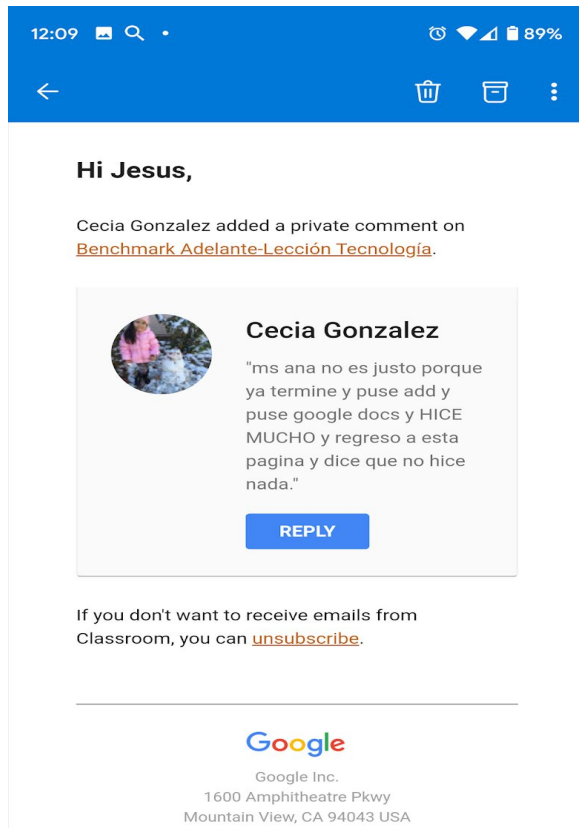 12:09
89%
Hi Jesus,
Cecia Gonzalez added a private comment on
Benchmark Adelante-Lección Tecnología.
Cecia Gonzalez
"ms ana no es justo porque
ya termine y puse add y
puse google docs y HICE
MUCHO y regreso a esta
pagina y dice que no hice
nada."
REPLY
If you don't want to receive emails from
Classroom, you can unsubscribe.
Google
Google Inc.
1600 Amphitheatre Pkwy
Mountain View, CA 94043 USA